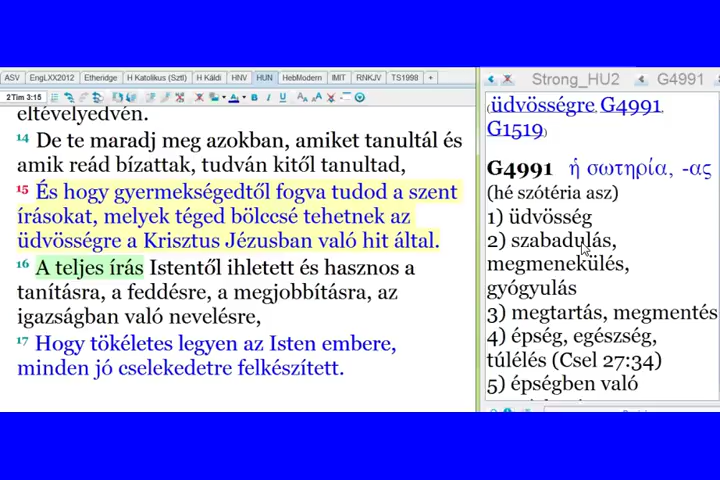 ASV EngLXX2012 Etheridge H Katolikus (Sztl) H Káldi HNV HUN HebModern IMIT RNKJV TS1998 +
2Tim 3:15
eltévelyedvén.
14 De te maradj meg azokban, amiket tanultál és
amik reád bízattak, tudván kitől tanultad,
15 És hogy gyermekségedtől fogva tudod a szent
írásokat, melyek téged bölccsé tehetnek az
üdvösségre a Krisztus Jézusban való hit által.
16 A teljes írás Istentől ihletett és hasznos a
tanításra, a feddésre, a megjobbításra, az
igazságban való nevelésre,
17 Hogy tökéletes legyen az Isten embere,
minden jó cselekedetre felkészített.
Strong_HU2 G4991
(üdvösségre, G4991,
G1519)
G4991 ἡ σωτηρία, -ας
(hé szótéria asz)
1) üdvösség
2) szabadulás,
megmenekülés,
gyógyulás
3) megtartás, megmentés
4) épség, egészség,
túlélés (Csel 27:34)
5) épségben való